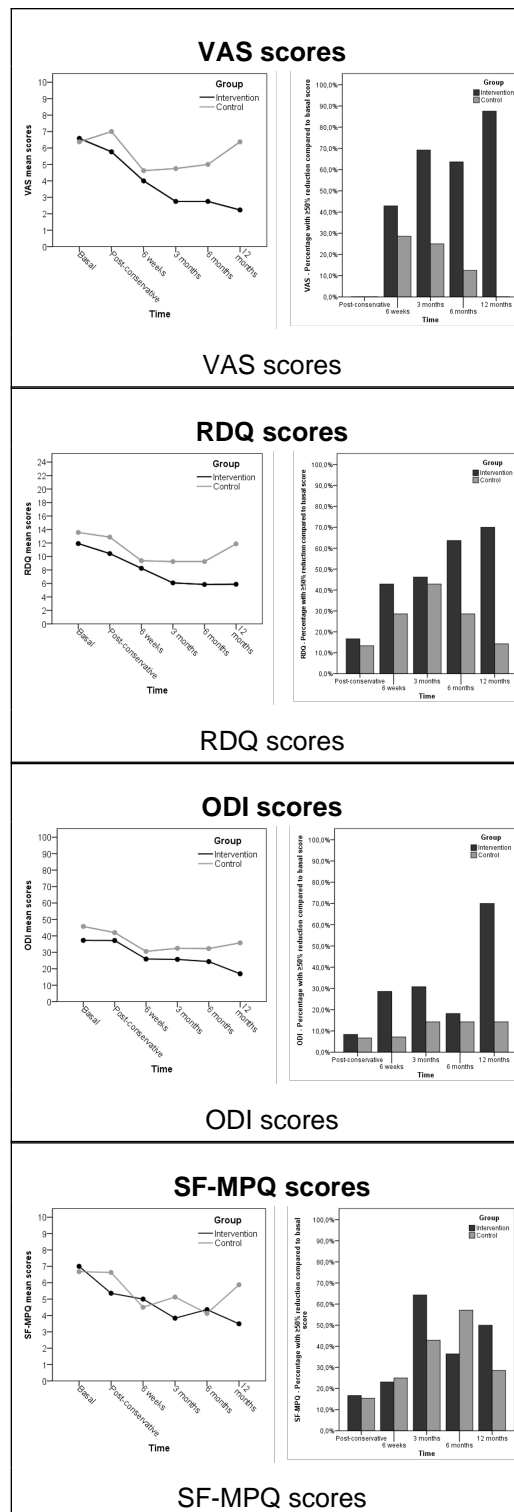 VAS scores
VAS mean scores
10
9
8
7
6
5
4
3
2
1
0
Group
Intervention
Control
Basal
Post-conservative
6 weeks
3 months
6 months
12 months
Time
VAS - Percentage with ≥50% reduction compared to basal score
100,0%
90,0%
80,0%
70,0%
60,0%
50,0%
40,0%
30,0%
20,0%
10,0%
0,0%
Group
Intervention
Control
Post-conservative
6 weeks
3 months
6 months
12 months
Time
VAS scores
RDQ scores
RDQ mean scores
24
22
20
18
16
14
12
10
8
6
4
2
0
Group
Intervention
Control
Basal
Post-conservative
6 weeks
3 months
6 months
12 months
Time
RDQ - Percentage with ≥50% reduction compared to basal score
100,0%
90,0%
80,0%
70,0%
60,0%
50,0%
40,0%
30,0%
20,0%
10,0%
0,0%
Group
Intervention
Control
Post-conservative
6 weeks
3 months
6 months
12 months
Time
RDQ scores
ODI scores
ODI mean scores
100
90
80
70
60
50
40
30
20
10
0
Group
Intervention
Control
Basal
Post-conservative
6 weeks
3 months
6 months
12 months
Time
ODI - Percentage with ≥50% reduction compared to basal score
100,0%
90,0%
80,0%
70,0%
60,0%
50,0%
40,0%
30,0%
20,0%
10,0%
0,0%
Group
Intervention
Control
Post-conservative
6 weeks
3 months
6 months
12 months
Time
ODI scores
SF-MPQ scores
SF-MPQ mean scores
10
9
8
7
6
5
4
3
2
1
0
Group
Intervention
Control
Basal
Post-conservative
6 weeks
3 months
6 months
12 months
Time
SF-MPQ - Percentage with ≥50% reduction compared to basal
score
100,0%
90,0%
80,0%
70,0%
60,0%
50,0%
40,0%
30,0%
20,0%
10,0%
0,0%
Group
Intervention
Control
Post-conservative
6 weeks
3 months
6 months
12 months
Time
SF-MPQ scores